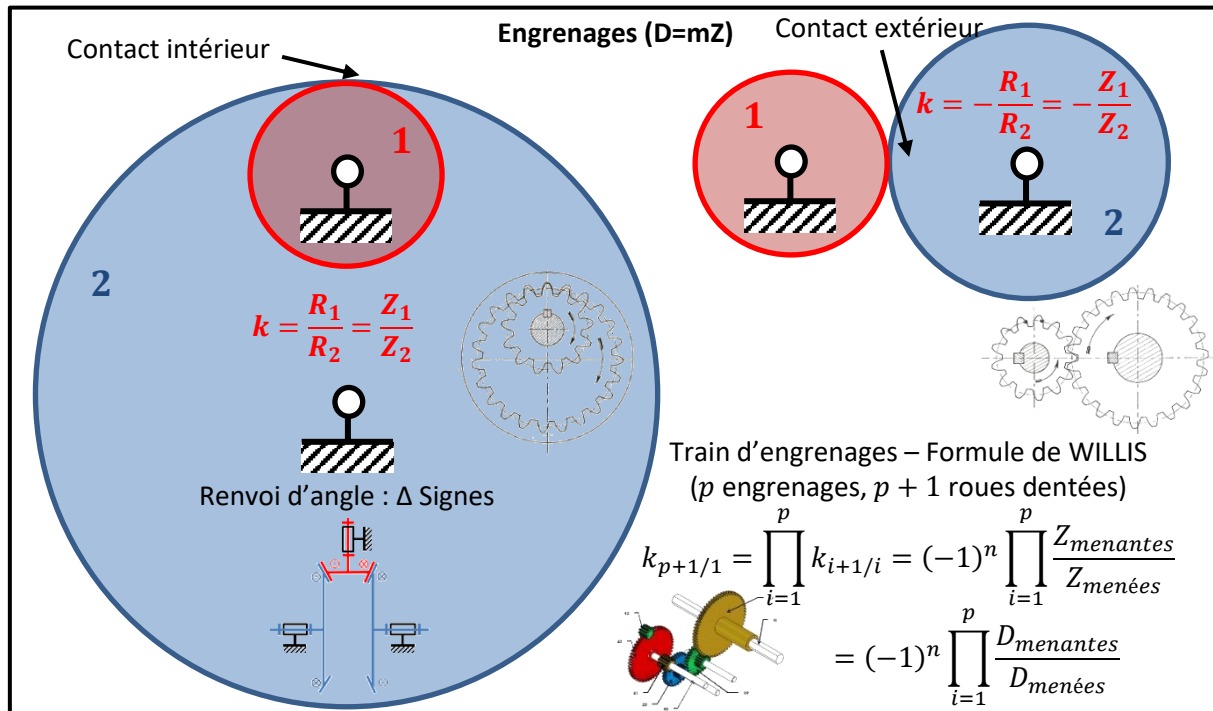 Engrenages (D=mZ)
Contact intérieur
1
2
k = R₁/R₂ = Z₁/Z₂
Renvoi d'angle : Δ Signes
Contact extérieur
1
k = −R₁/R₂ = −Z₁/Z₂
2
Train d'engrenages – Formule de WILLIS
(p engrenages, p + 1 roues dentées)
k_{p+1/1} = ∏_{i=1}^{p} k_{i+1/i} = (−1)ⁿ ∏_{i=1}^{p} Z_{menantes}/Z_{menées}
= (−1)ⁿ ∏_{i=1}^{p} D_{menantes}/D_{menées}